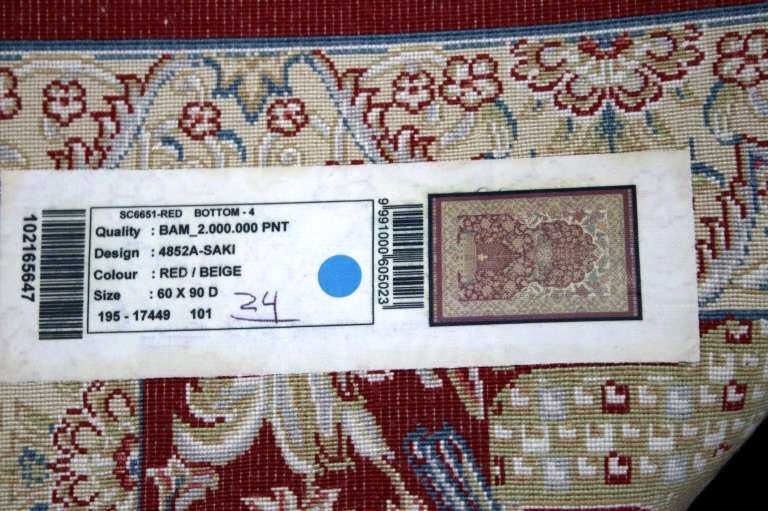 102165647
SC6651-RED BOTTOM - 4
Quality : BAM_2.000.000 PNT
Design : 4852A-SAKI
Colour : RED / BEIGE
Size : 60 X 90 D
195 - 17449 101 24
9991000605023